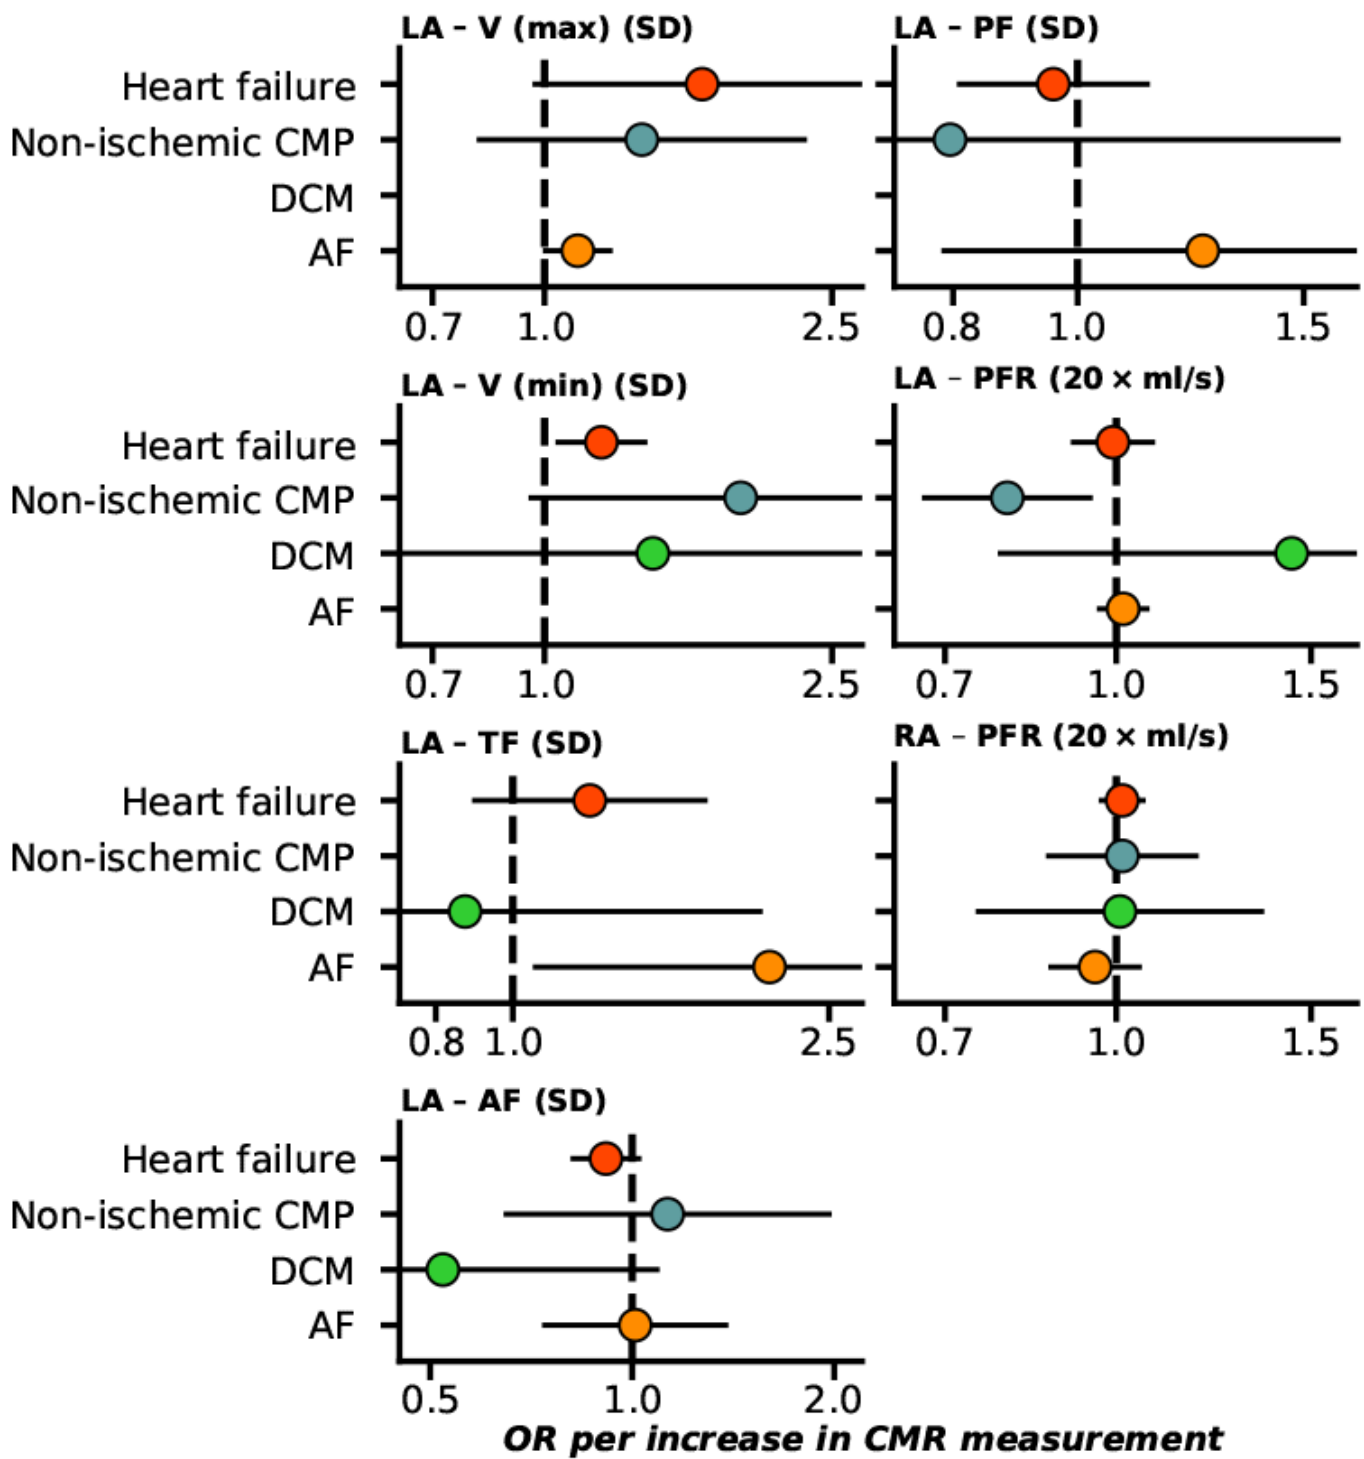 LA – V (max) (SD)
Heart failure
Non-ischemic CMP
DCM
AF
0.7 1.0 2.5
LA – PF (SD)
0.8 1.0 1.5
LA – V (min) (SD)
Heart failure
Non-ischemic CMP
DCM
AF
0.7 1.0 2.5
LA – PFR (20 × ml/s)
0.7 1.0 1.5
LA – TF (SD)
Heart failure
Non-ischemic CMP
DCM
AF
0.8 1.0 2.5
RA – PFR (20 × ml/s)
0.7 1.0 1.5
LA – AF (SD)
Heart failure
Non-ischemic CMP
DCM
AF
0.5 1.0 2.0
OR per increase in CMR measurement